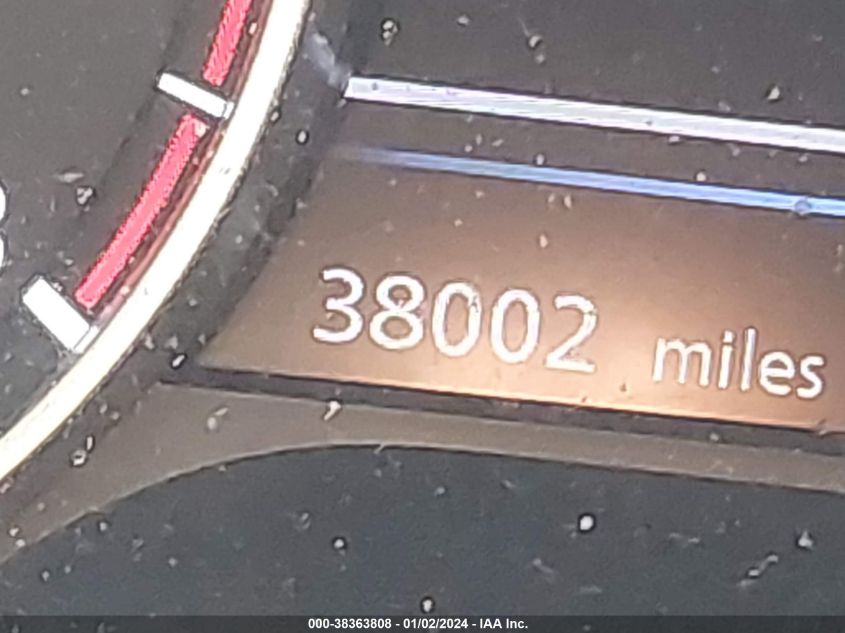 38002 miles
000-38363808 - 01/02/2024 - IAA Inc.